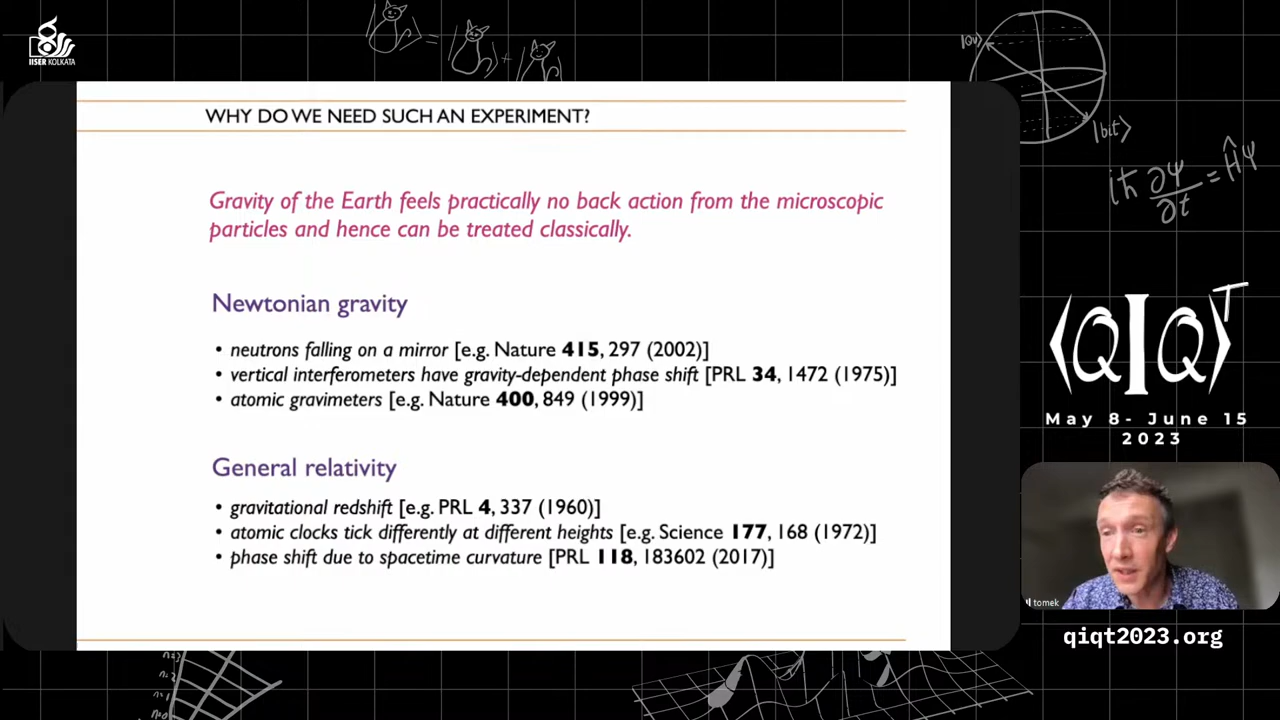 IISER KOLKATA
WHY DO WE NEED SUCH AN EXPERIMENT?
Gravity of the Earth feels practically no back action from the microscopic
particles and hence can be treated classically.
Newtonian gravity
• neutrons falling on a mirror [e.g. Nature 415, 297 (2002)]
• vertical interferometers have gravity-dependent phase shift [PRL 34, 1472 (1975)]
• atomic gravimeters [e.g. Nature 400, 849 (1999)]
General relativity
• gravitational redshift [e.g. PRL 4, 337 (1960)]
• atomic clocks tick differently at different heights [e.g. Science 177, 168 (1972)]
• phase shift due to spacetime curvature [PRL 118, 183602 (2017)]
|Qu⟩
|bit⟩
iħ ∂Ψ/∂t = ĤΨ
⟨QIQ⟩T
May 8- June 15
2023
tomek
qiqt2023.org
n=3
n=2
n=1
n=0